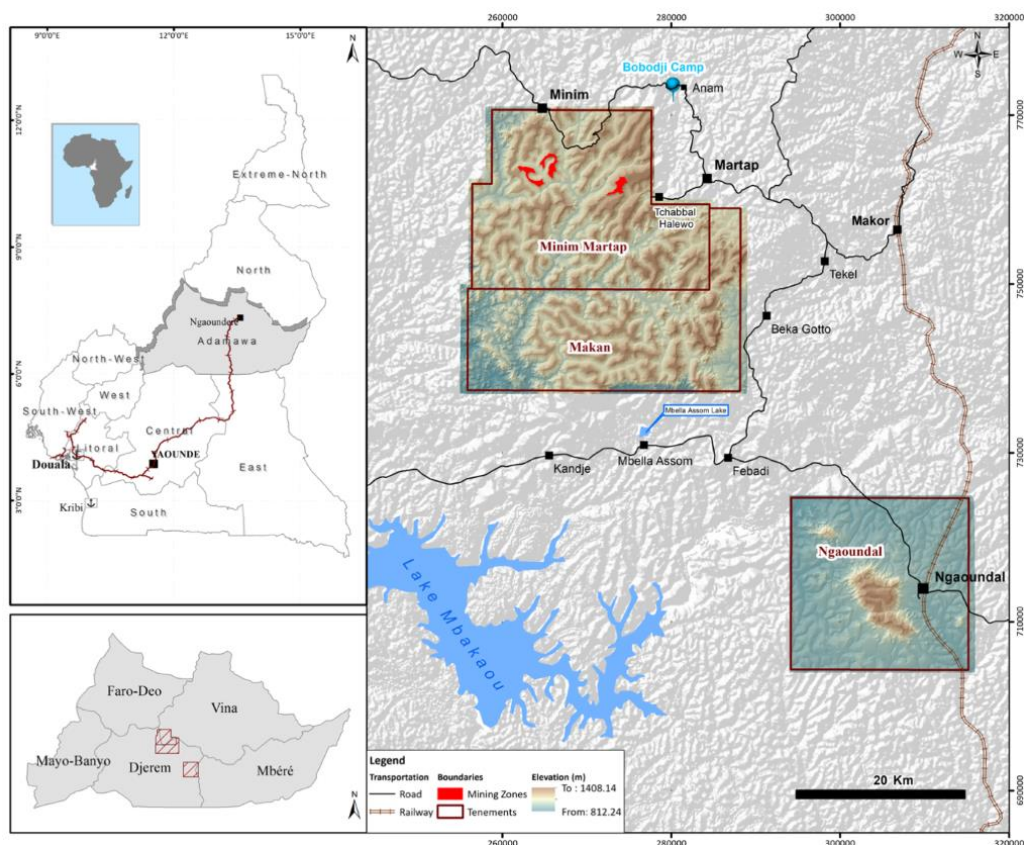 9°0'0"E
12°0'0"E
15°0'0"E
N
12°0'0"N
9°0'0"N
6°0'0"N
3°0'0"N
Extreme-North
North
Ngaoundere
Adamawa
North-West
West
South-West
Central
Litoral
Douala
YAOUNDE
East
Kribi
South
Faro-Deo
Vina
Mayo-Banyo
Djerem
Mbéré
N
260000
280000
300000
320000
N
W
E
S
Bobodji Camp
Anam
Minim
770000
Martap
Tchabbal
Halewo
Makor
Minim Martap
Tekel
750000
Beka Gotto
Makan
Mbella Assom Lake
Kandje
Mbella Assom
Febadi
730000
Ngaoundal
Ngaoundal
Lake Mbakaou
710000
Legend
Transportation
Road
Railway
Boundaries
Mining Zones
Tenements
Elevation (m)
To : 1408.14
From: 812.24
20 Km
690000
260000
280000
300000
320000